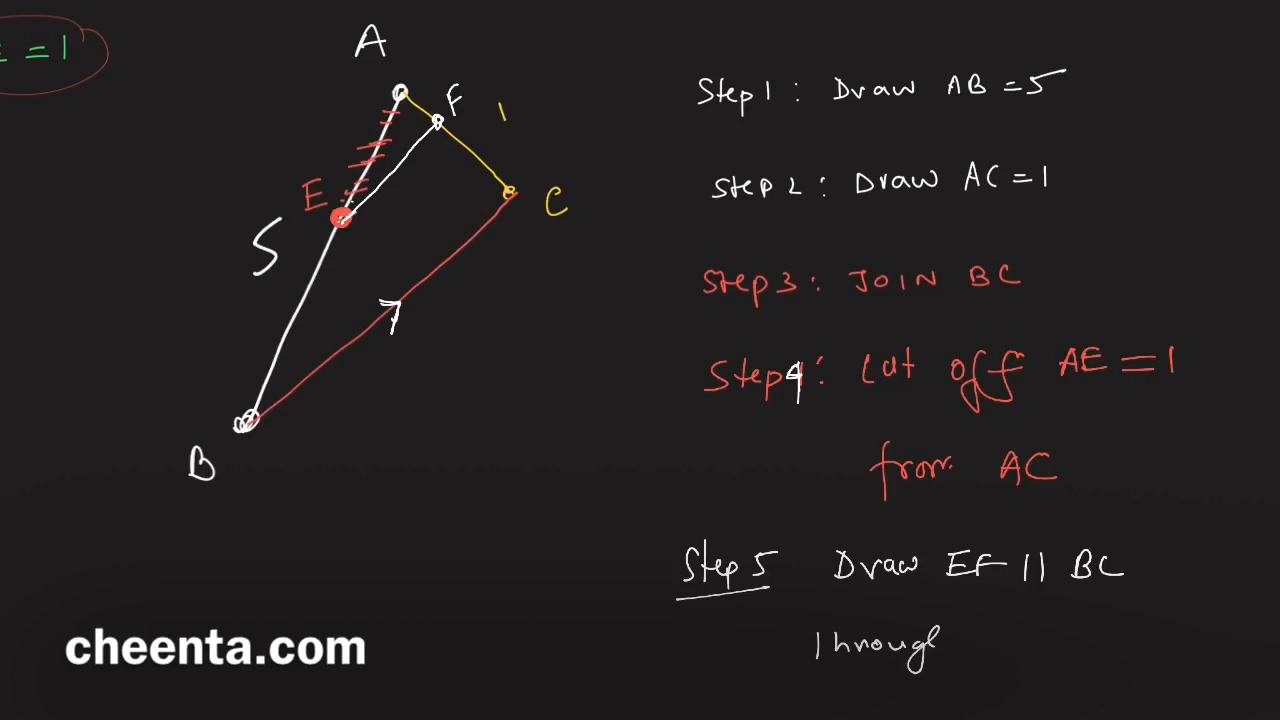 = 1
A
F
1
E
C
5
B
Step 1 : Draw AB = 5
Step 2 : Draw AC = 1
Step 3 : JOIN BC
Step 4 : Cut off AE = 1
from AC
Step 5 Draw EF || BC
through
cheenta.com